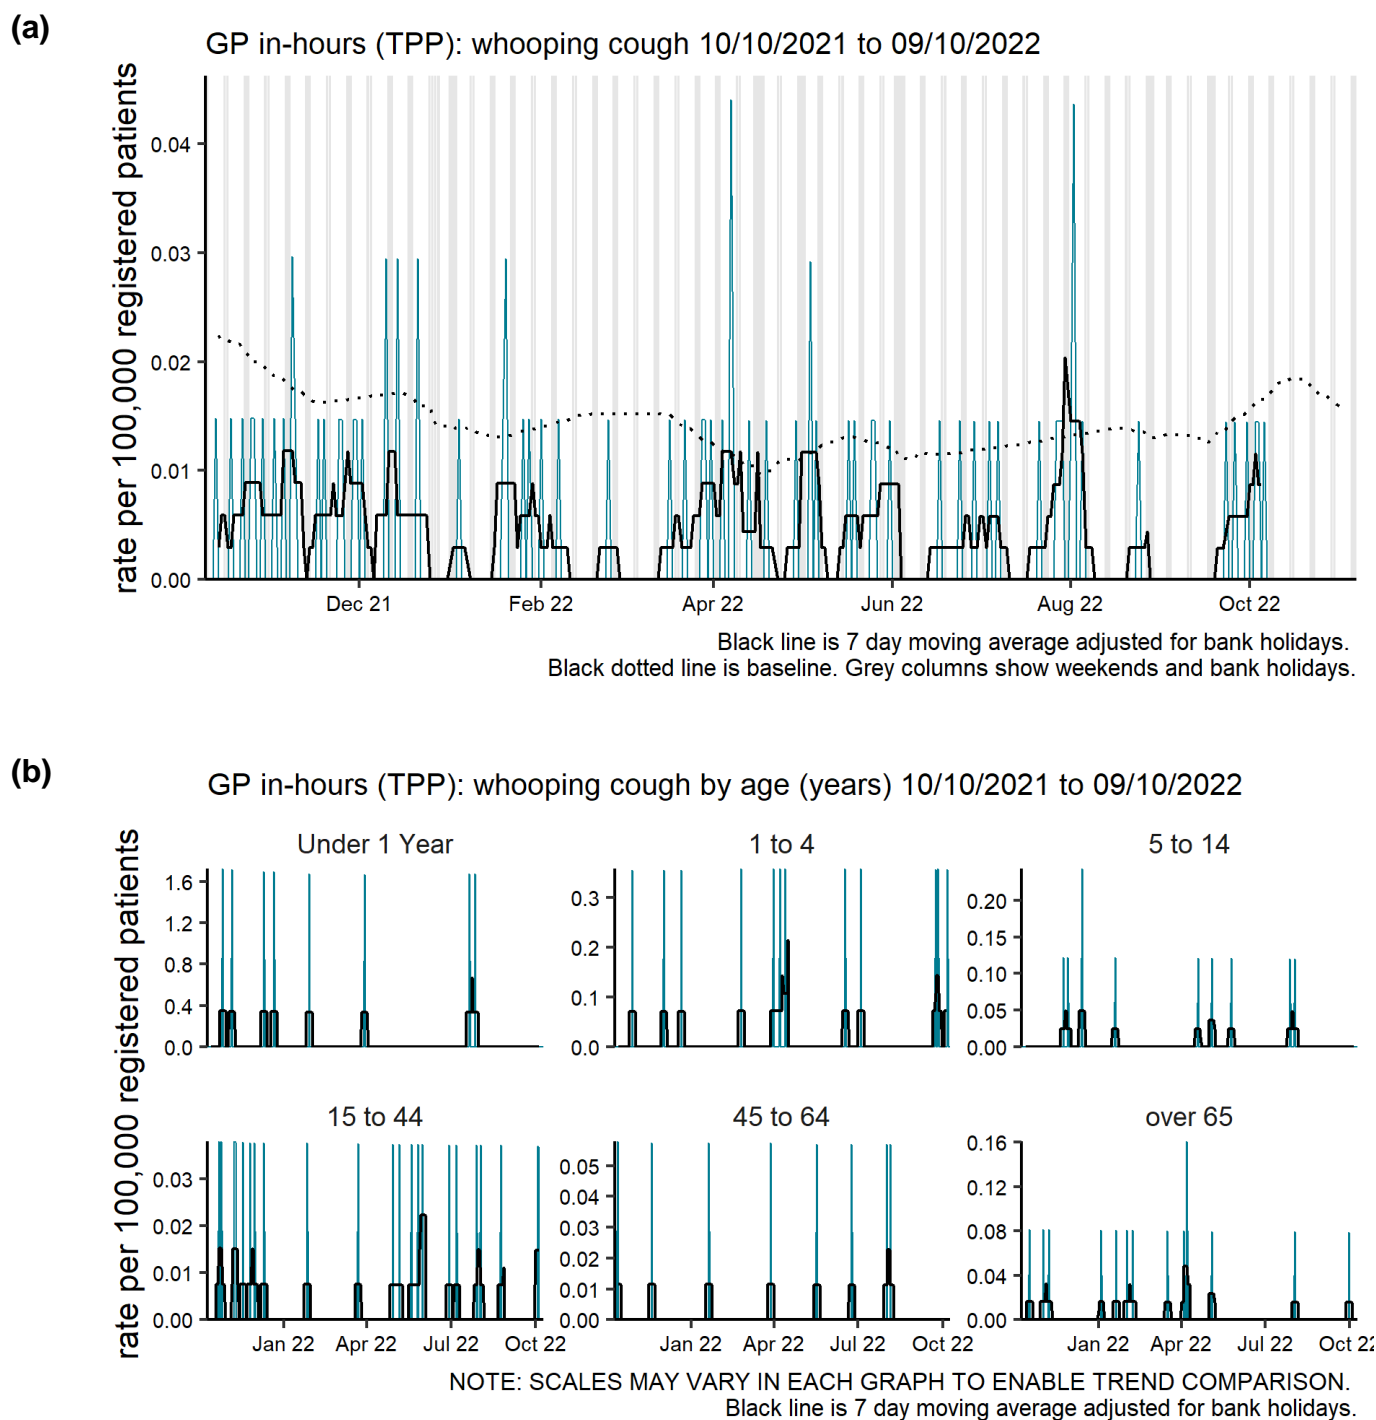 (a)
GP in-hours (TPP): whooping cough 10/10/2021 to 09/10/2022
rate per 100,000 registered patients
0.04
0.03
0.02
0.01
0.00
Dec 21 Feb 22 Apr 22 Jun 22 Aug 22 Oct 22
Black line is 7 day moving average adjusted for bank holidays.
Black dotted line is baseline. Grey columns show weekends and bank holidays.
(b)
GP in-hours (TPP): whooping cough by age (years) 10/10/2021 to 09/10/2022
rate per 100,000 registered patients
Under 1 Year
1.6
1.2
0.8
0.4
0.0
1 to 4
0.3
0.2
0.1
0.0
5 to 14
0.20
0.15
0.10
0.05
0.00
15 to 44
0.03
0.02
0.01
0.00
Jan 22 Apr 22 Jul 22 Oct 22
45 to 64
0.05
0.04
0.03
0.02
0.01
0.00
Jan 22 Apr 22 Jul 22 Oct 22
over 65
0.16
0.12
0.08
0.04
0.00
Jan 22 Apr 22 Jul 22 Oct 22
NOTE: SCALES MAY VARY IN EACH GRAPH TO ENABLE TREND COMPARISON.
Black line is 7 day moving average adjusted for bank holidays.